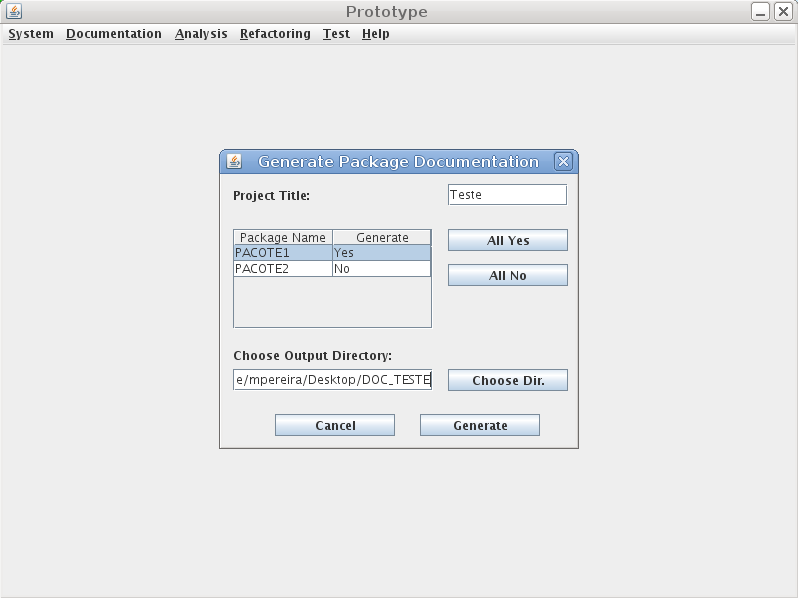 Prototype
System Documentation Analysis Refactoring Test Help
Generate Package Documentation
Project Title: Teste
Package Name Generate All Yes
PACOTE1 Yes
PACOTE2 No All No
Choose Output Directory:
e/mpereira/Desktop/DOC_TESTE Choose Dir.
Cancel Generate